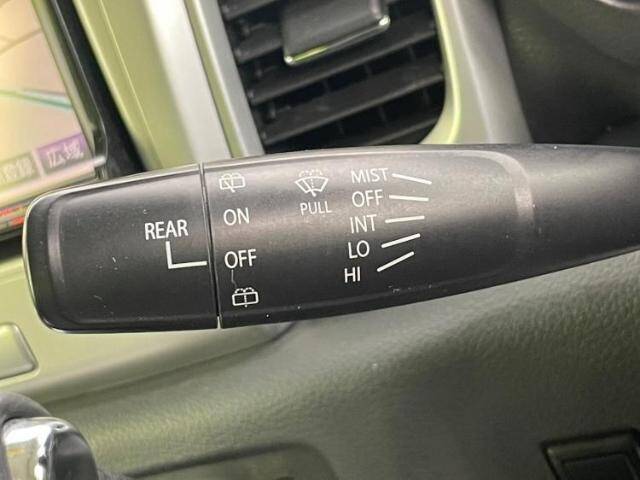 広域
REAR
ON
OFF
PULL
MIST
OFF
INT
LO
HI